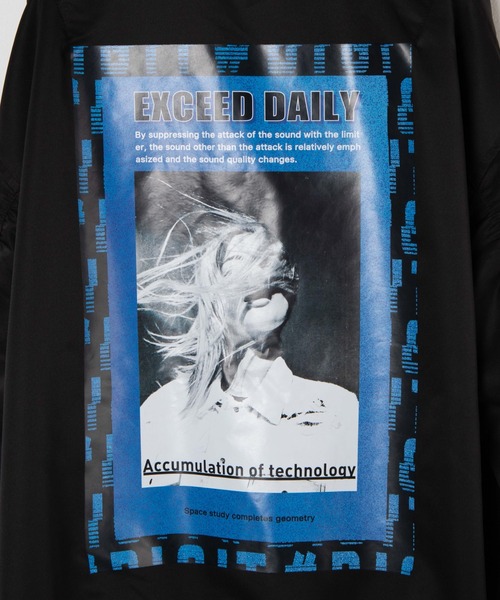 EXCEED DAILY
By suppressing the attack of the sound with the limit
er, the sound other than the attack is relatively emph
asized and the sound quality changes.
Accumulation of technology
Space study completes geometry